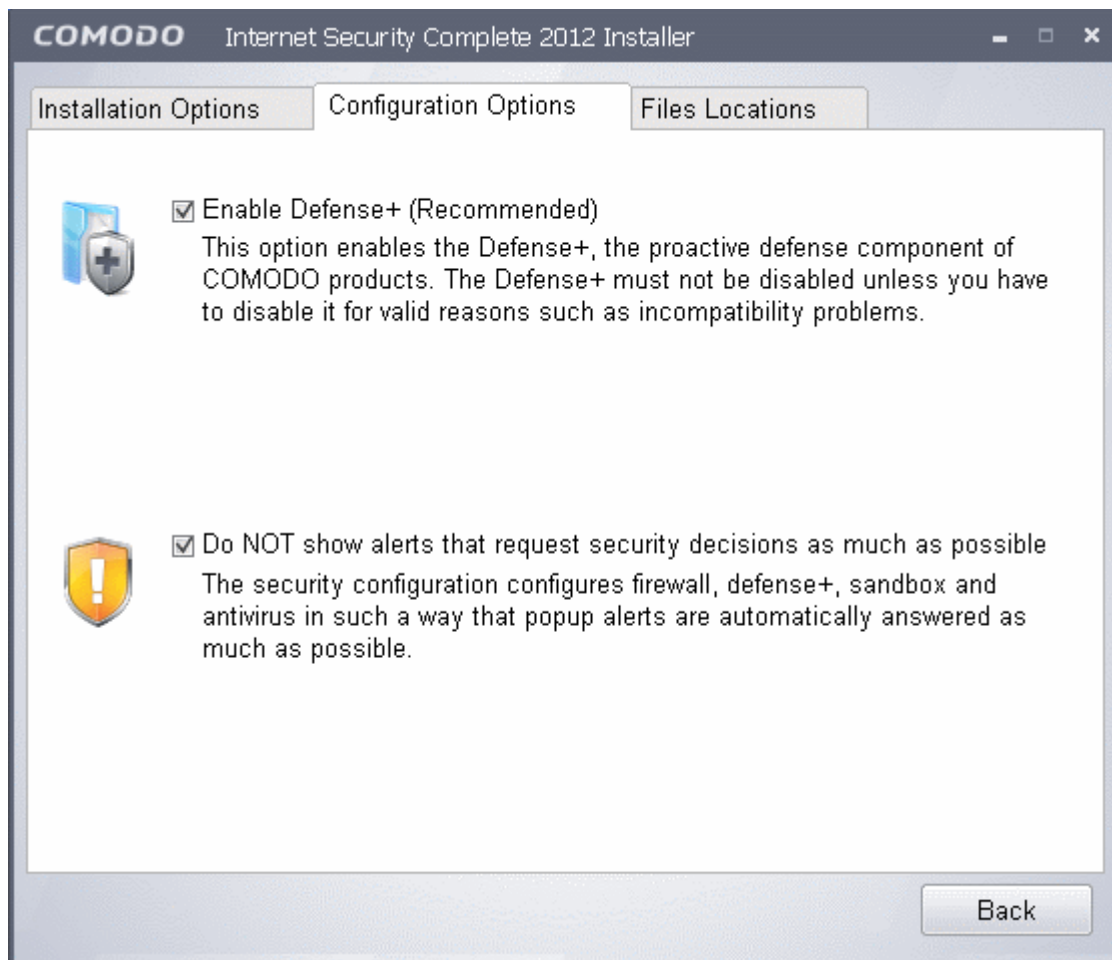 COMODO Internet Security Complete 2012 Installer
Installation Options Configuration Options Files Locations
Enable Defense+ (Recommended)
This option enables the Defense+, the proactive defense component of
COMODO products. The Defense+ must not be disabled unless you have
to disable it for valid reasons such as incompatibility problems.
Do NOT show alerts that request security decisions as much as possible
The security configuration configures firewall, defense+, sandbox and
antivirus in such a way that popup alerts are automatically answered as
much as possible.
Back